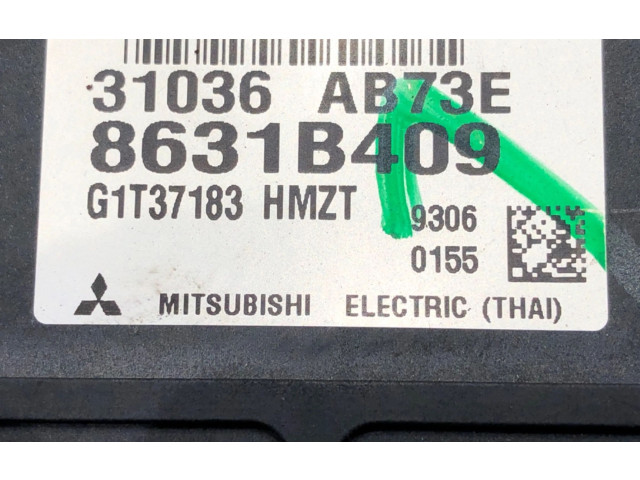 31036 AB73E
8631B409
G1T37183 HMZT
9306
0155
MITSUBISHI ELECTRIC (THAI)